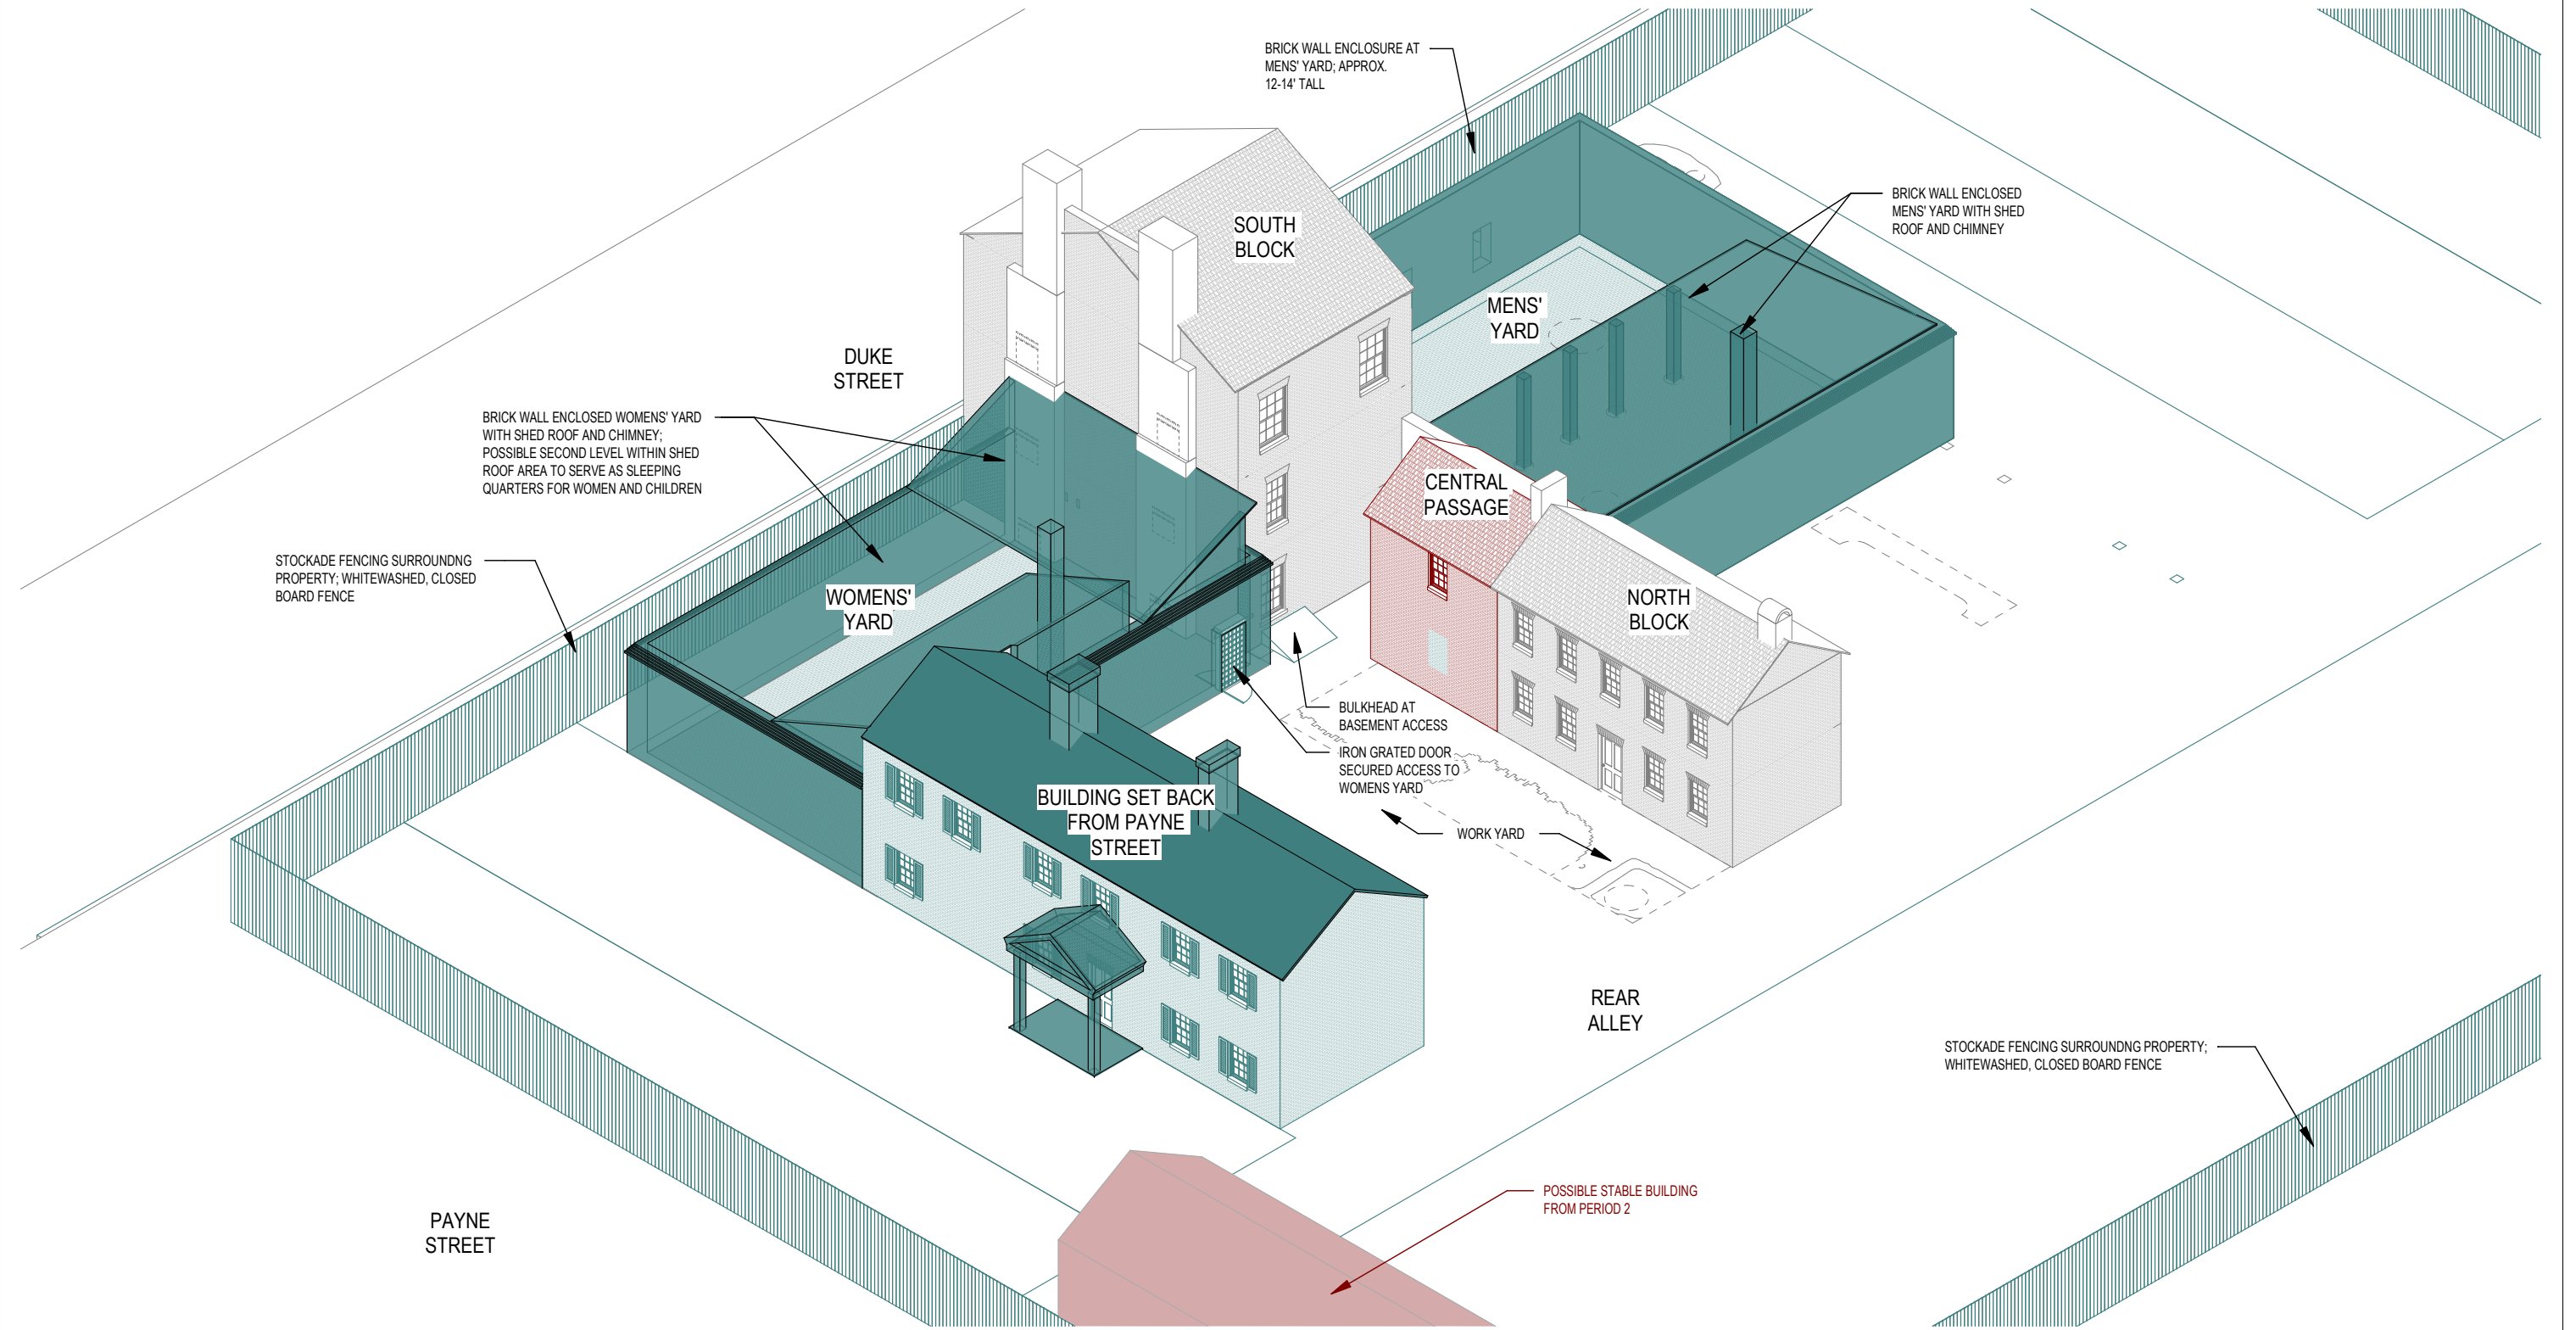 BRICK WALL ENCLOSURE AT
MENS' YARD; APPROX.
12-14' TALL
BRICK WALL ENCLOSED
MENS' YARD WITH SHED
ROOF AND CHIMNEY
SOUTH
BLOCK
MENS'
YARD
DUKE
STREET
BRICK WALL ENCLOSED WOMENS' YARD
WITH SHED ROOF AND CHIMNEY;
POSSIBLE SECOND LEVEL WITHIN SHED
ROOF AREA TO SERVE AS SLEEPING
QUARTERS FOR WOMEN AND CHILDREN
CENTRAL
PASSAGE
STOCKADE FENCING SURROUNDNG
PROPERTY; WHITEWASHED, CLOSED
BOARD FENCE
WOMENS'
YARD
NORTH
BLOCK
BULKHEAD AT
BASEMENT ACCESS
IRON GRATED DOOR
SECURED ACCESS TO
WOMENS YARD
BUILDING SET BACK
FROM PAYNE
STREET
WORK YARD
REAR
ALLEY
STOCKADE FENCING SURROUNDNG PROPERTY;
WHITEWASHED, CLOSED BOARD FENCE
POSSIBLE STABLE BUILDING
FROM PERIOD 2
PAYNE
STREET